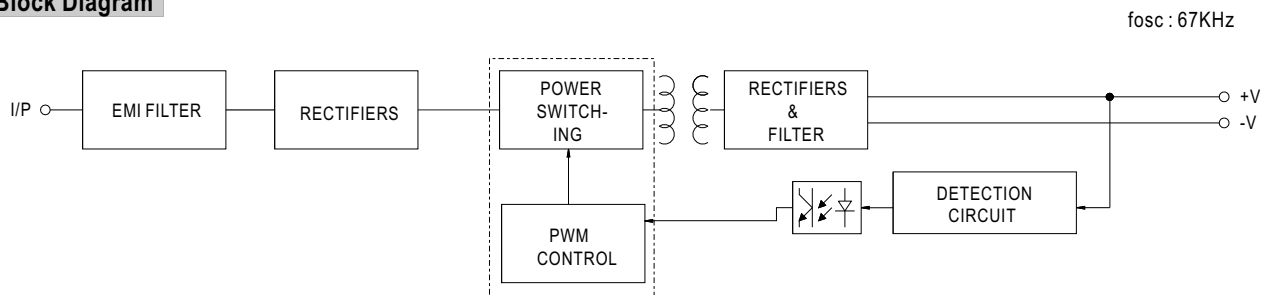 Block Diagram
fosc : 67KHz
I/P
EMI FILTER
RECTIFIERS
POWER
SWITCH-
ING
RECTIFIERS
&
FILTER
+V
-V
DETECTION
CIRCUIT
PWM
CONTROL